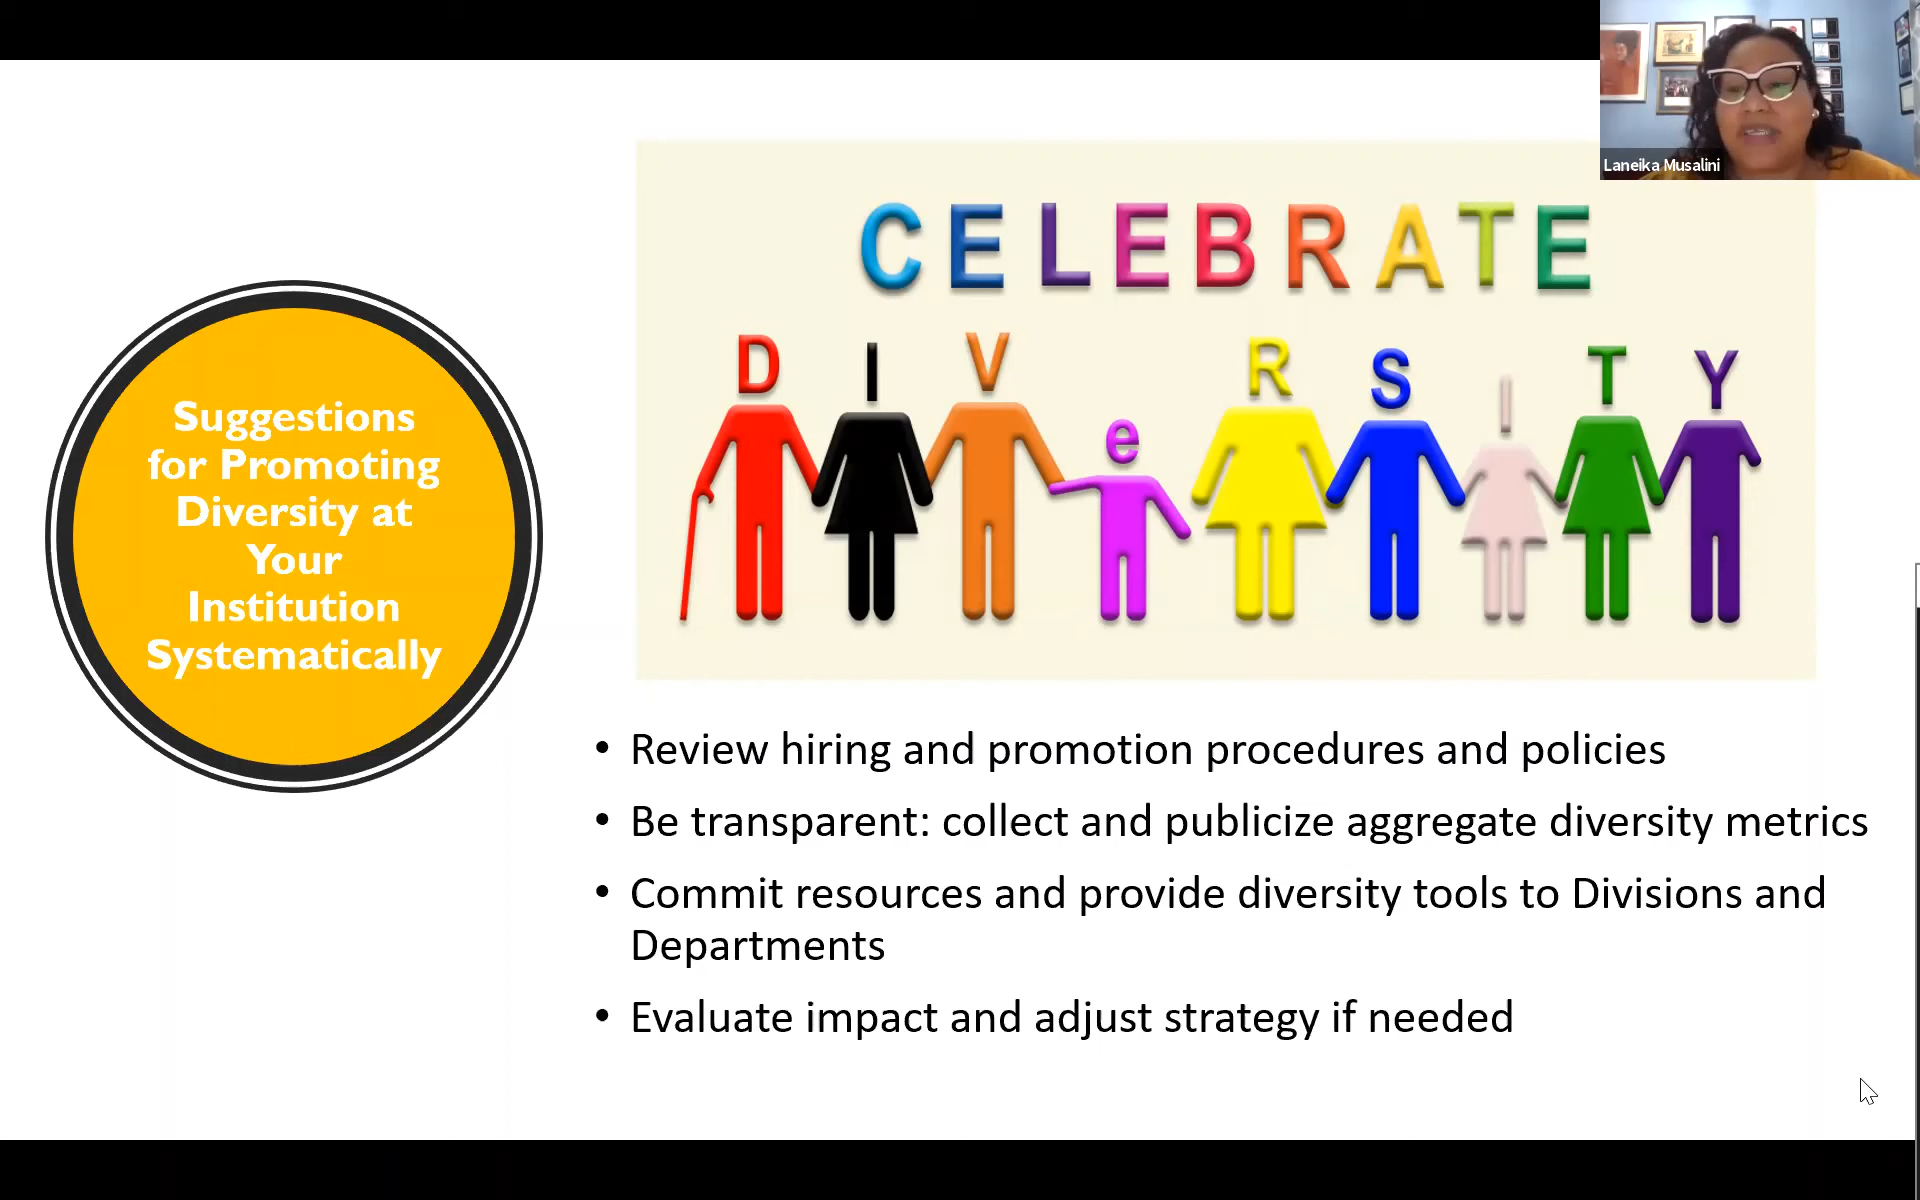 Laneika Musalini
CELEBRATE
DIVeRSITY
Suggestions
for Promoting
Diversity at
Your
Institution
Systematically
• Review hiring and promotion procedures and policies
• Be transparent: collect and publicize aggregate diversity metrics
• Commit resources and provide diversity tools to Divisions and
Departments
• Evaluate impact and adjust strategy if needed